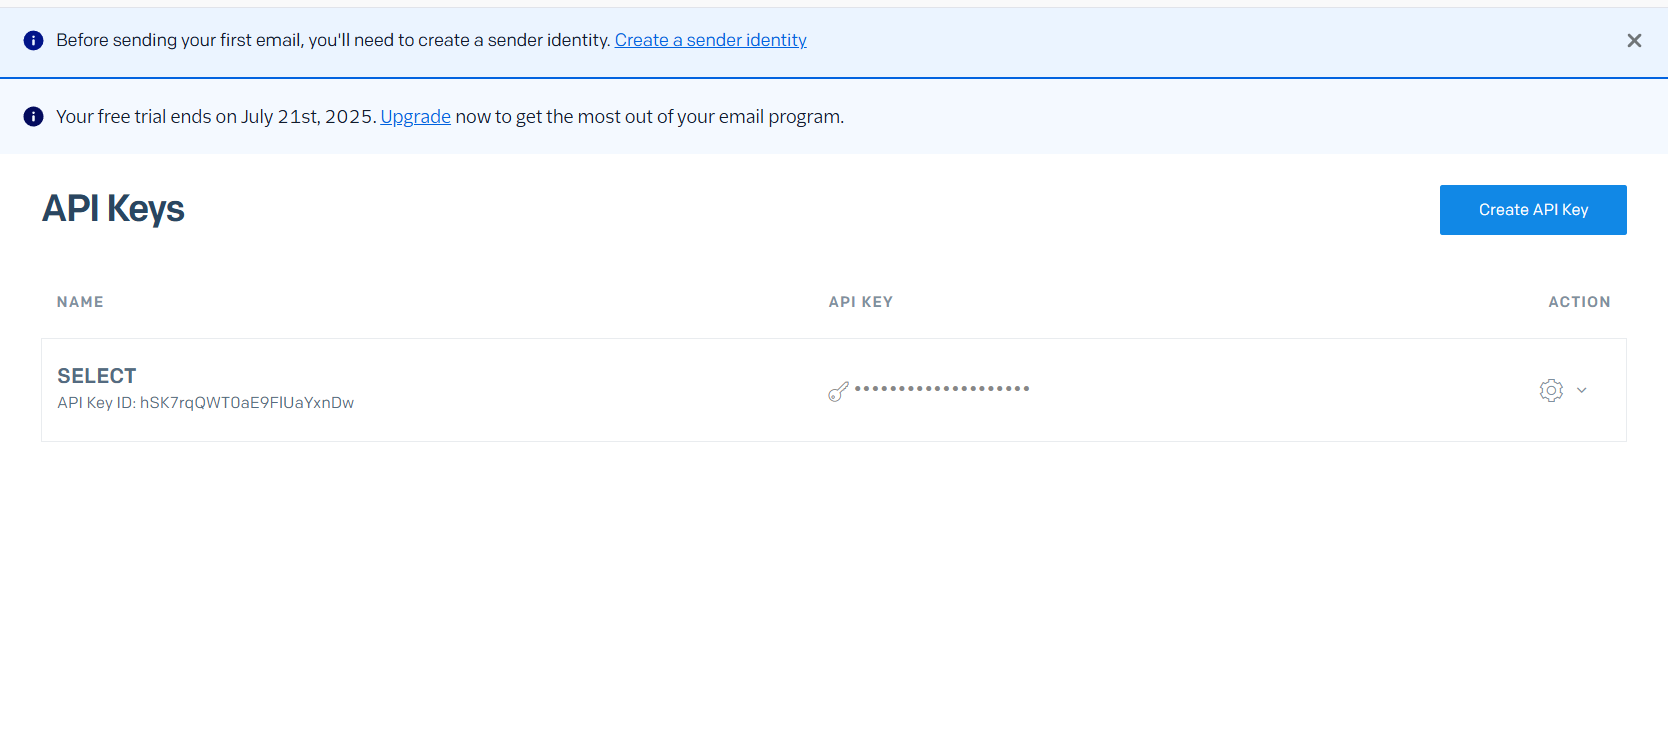 Before sending your first email, you'll need to create a sender identity. Create a sender identity
Your free trial ends on July 21st, 2025. Upgrade now to get the most out of your email program.
API Keys
Create API Key
NAME API KEY ACTION
SELECT
API Key ID: hSK7rqQWT0aE9FlUaYxnDw
••••••••••••••••••••